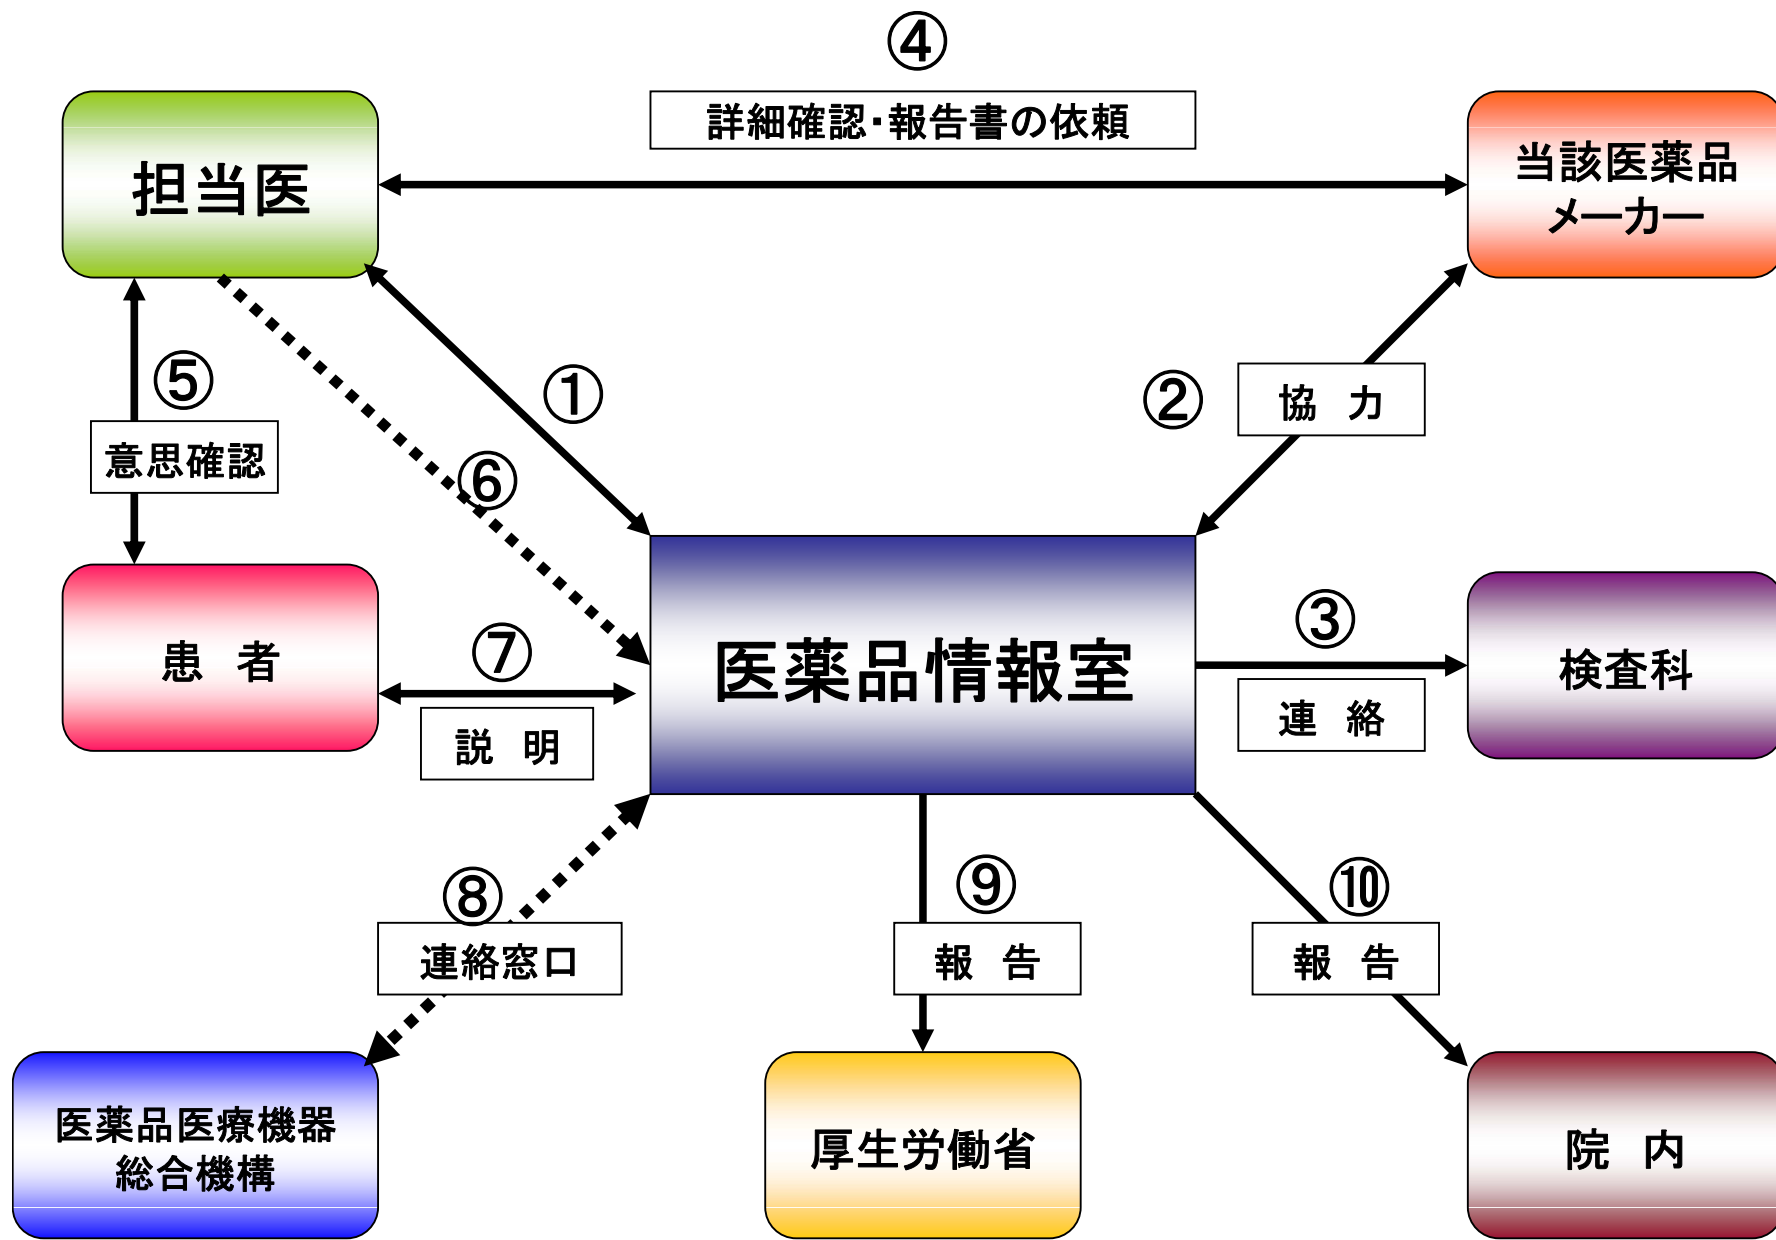 ④
詳細確認・報告書の依頼
担当医
当該医薬品
メーカー
⑤
①
②
協 力
意思確認
⑥
③
⑦
患 者
医薬品情報室
検査科
連 絡
説 明
⑧
⑨
⑩
連絡窓口
報 告
報 告
医薬品医療機器
総合機構
厚生労働省
院 内